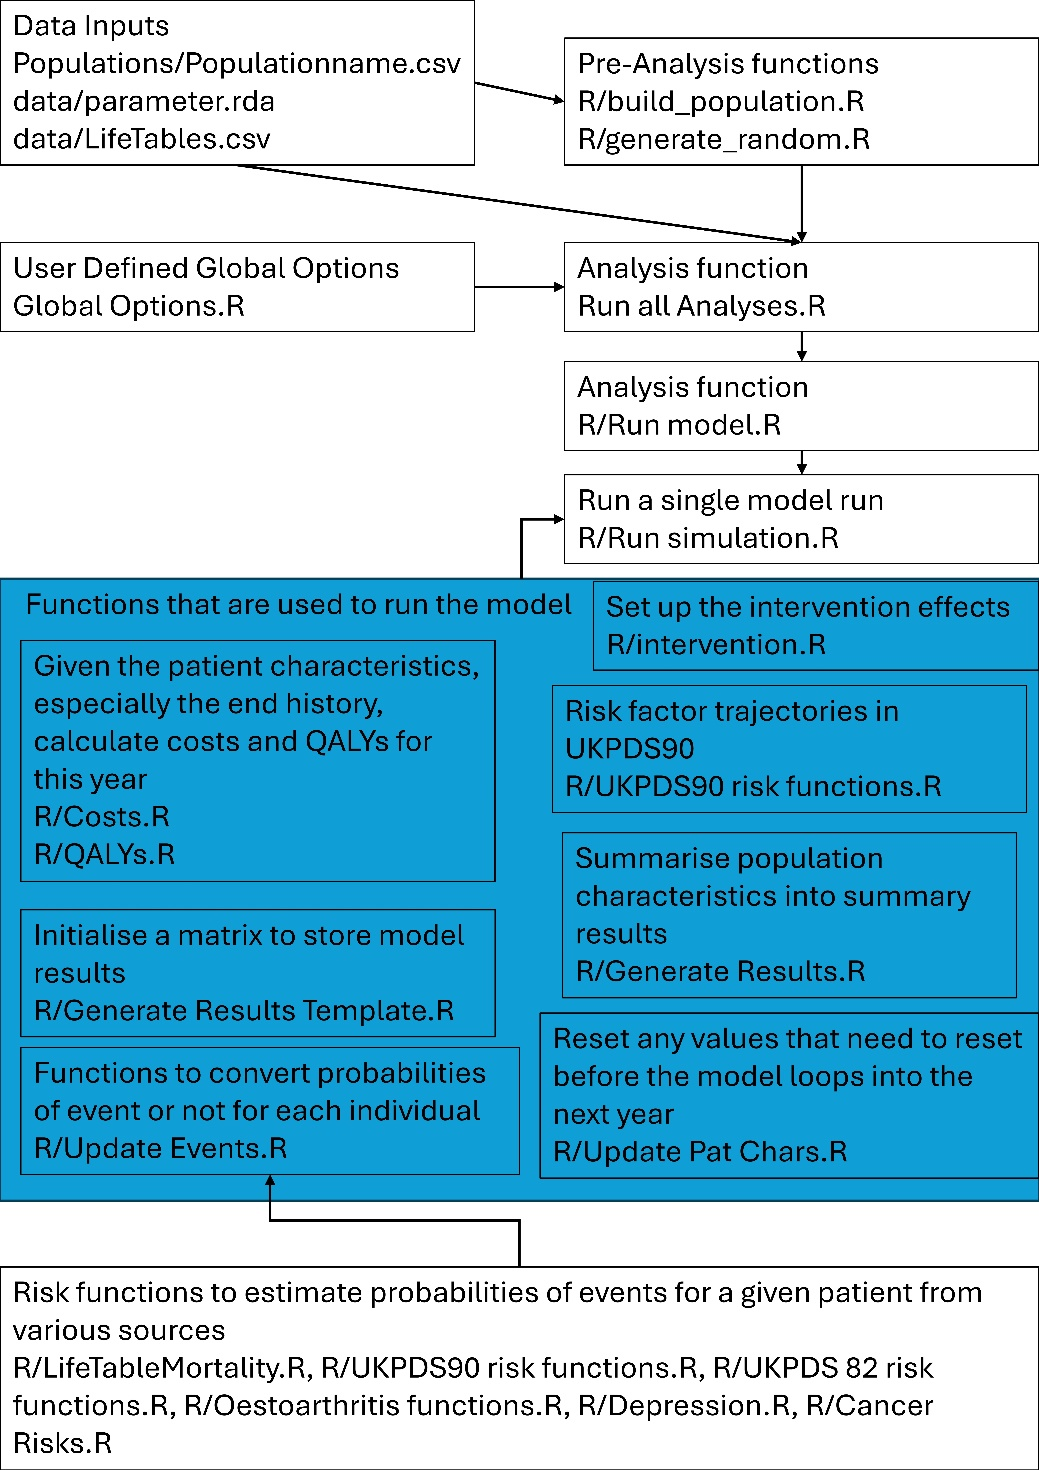 Data Inputs
Populations/Populationname.csv
data/parameter.rda
data/LifeTables.csv
Pre-Analysis functions
R/build_population.R
R/generate_random.R
User Defined Global Options
Global Options.R
Analysis function
Run all Analyses.R
Analysis function
R/Run model.R
Run a single model run
R/Run simulation.R
Functions that are used to run the model
Set up the intervention effects
R/intervention.R
Given the patient characteristics,
especially the end history,
calculate costs and QALYs for
this year
R/Costs.R
R/QALYs.R
Risk factor trajectories in
UKPDS90
R/UKPDS90 risk functions.R
Summarise population
characteristics into summary
results
R/Generate Results.R
Initialise a matrix to store model
results
R/Generate Results Template.R
Reset any values that need to reset
before the model loops into the
next year
R/Update Pat Chars.R
Functions to convert probabilities
of event or not for each individual
R/Update Events.R
Risk functions to estimate probabilities of events for a given patient from
various sources
R/LifeTableMortality.R, R/UKPDS90 risk functions.R, R/UKPDS 82 risk
functions.R, R/Oestoarthritis functions.R, R/Depression.R, R/Cancer
Risks.R